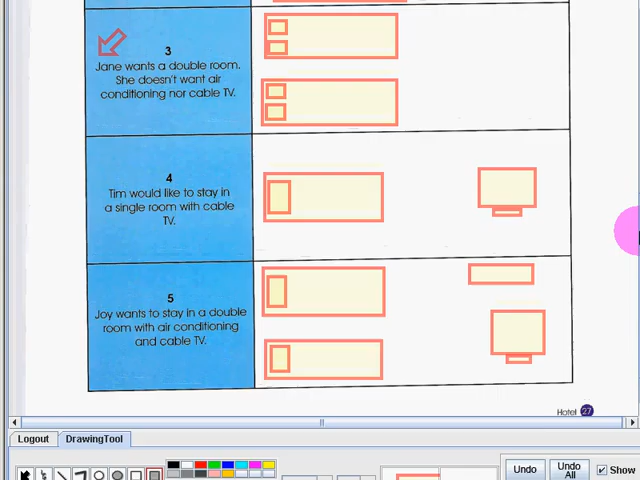 3
Jane wants a double room.
She doesn't want air
conditioning nor cable TV.
4
Tim would like to stay in
a single room with cable
TV.
5
Joy wants to stay in a double
room with air conditioning
and cable TV.
Hotel 27
Logout
DrawingTool
Undo
Undo
All
Show